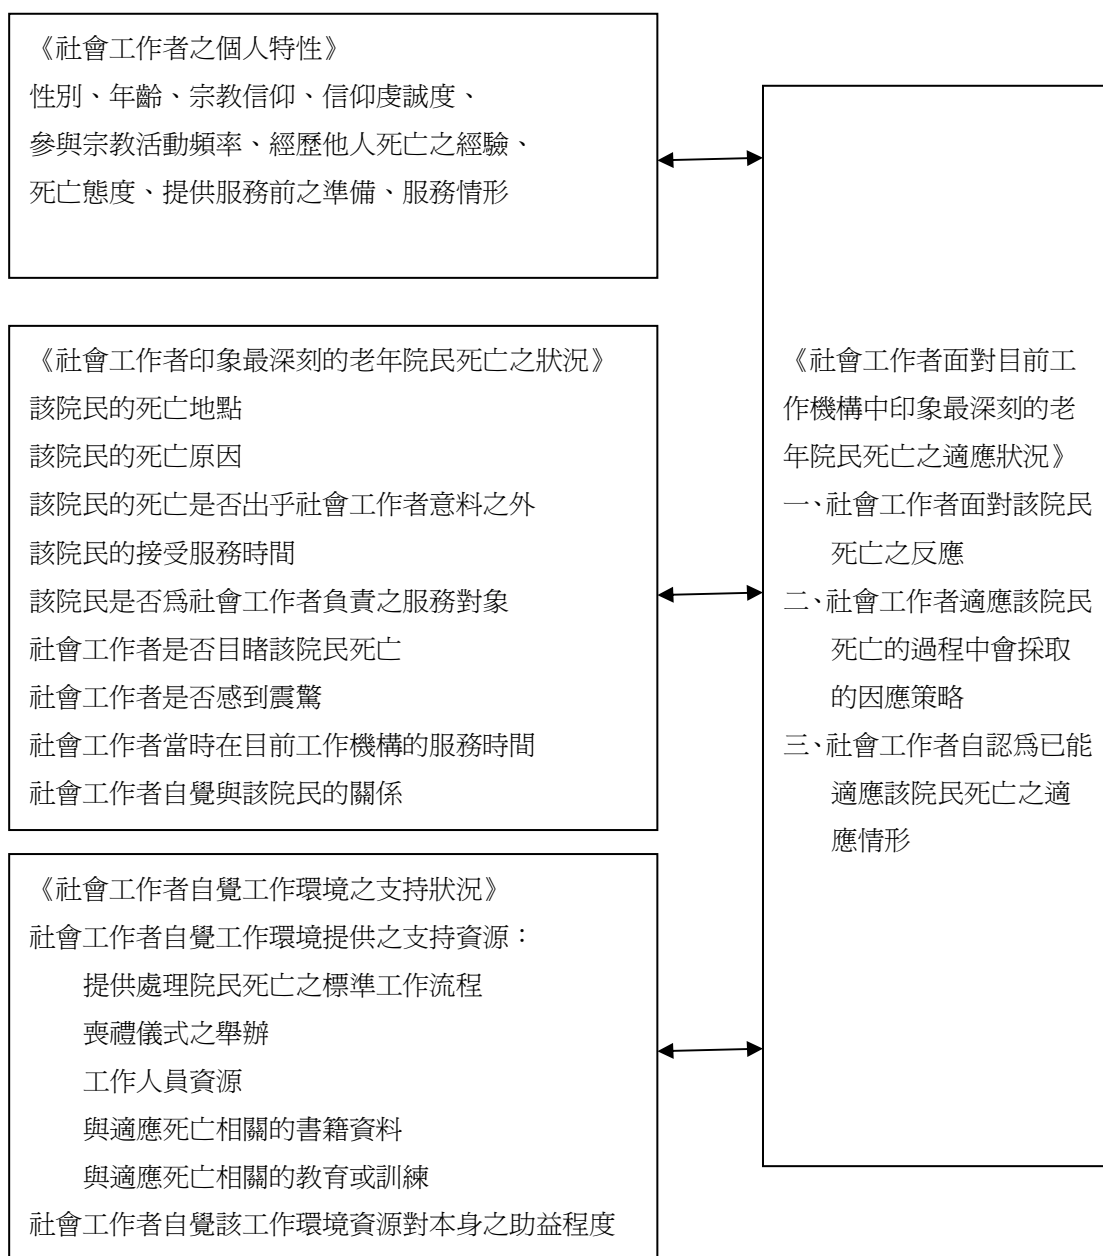 《社會工作者之個人特性》
性別、年齡、宗教信仰、信仰虔誠度、
參與宗教活動頻率、經歷他人死亡之經驗、
死亡態度、提供服務前之準備、服務情形
《社會工作者印象最深刻的老年院民死亡之狀況》
該院民的死亡地點
該院民的死亡原因
該院民的死亡是否出乎社會工作者意料之外
該院民的接受服務時間
該院民是否為社會工作者負責之服務對象
社會工作者是否目睹該院民死亡
社會工作者是否感到震驚
社會工作者當時在目前工作機構的服務時間
社會工作者自覺與該院民的關係
《社會工作者自覺工作環境之支持狀況》
社會工作者自覺工作環境提供之支持資源：
提供處理院民死亡之標準工作流程
喪禮儀式之舉辦
工作人員資源
與適應死亡相關的書籍資料
與適應死亡相關的教育或訓練
社會工作者自覺該工作環境資源對本身之助益程度
《社會工作者面對目前工
作機構中印象最深刻的老
年院民死亡之適應狀況》
一、社會工作者面對該院民
死亡之反應
二、社會工作者適應該院民
死亡的過程中會採取
的因應策略
三、社會工作者自認為已能
適應該院民死亡之適
應情形